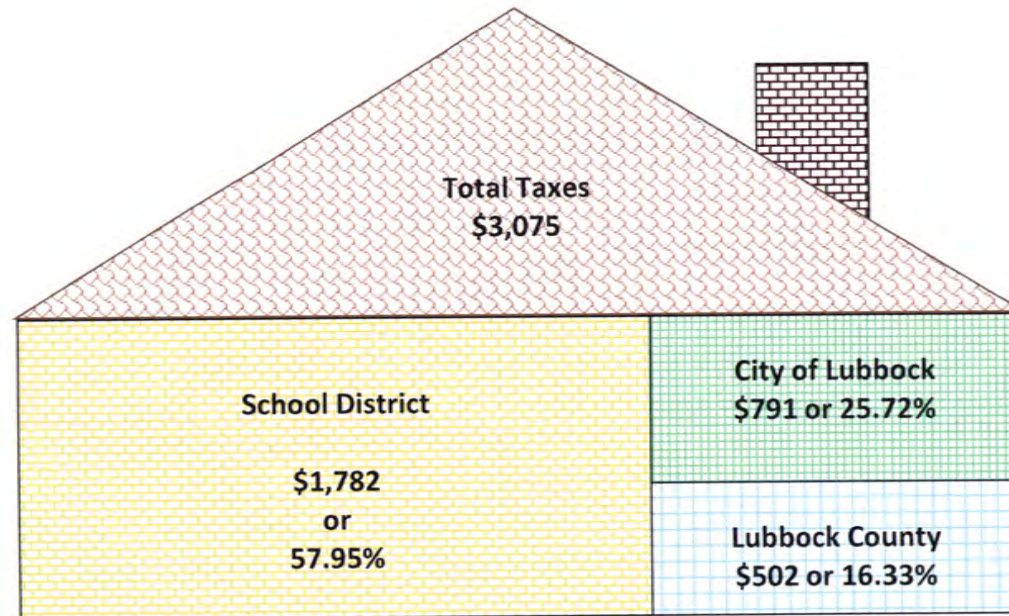 Total Taxes
$3,075
School District
$1,782
or
57.95%
City of Lubbock
$791 or 25.72%
Lubbock County
$502 or 16.33%